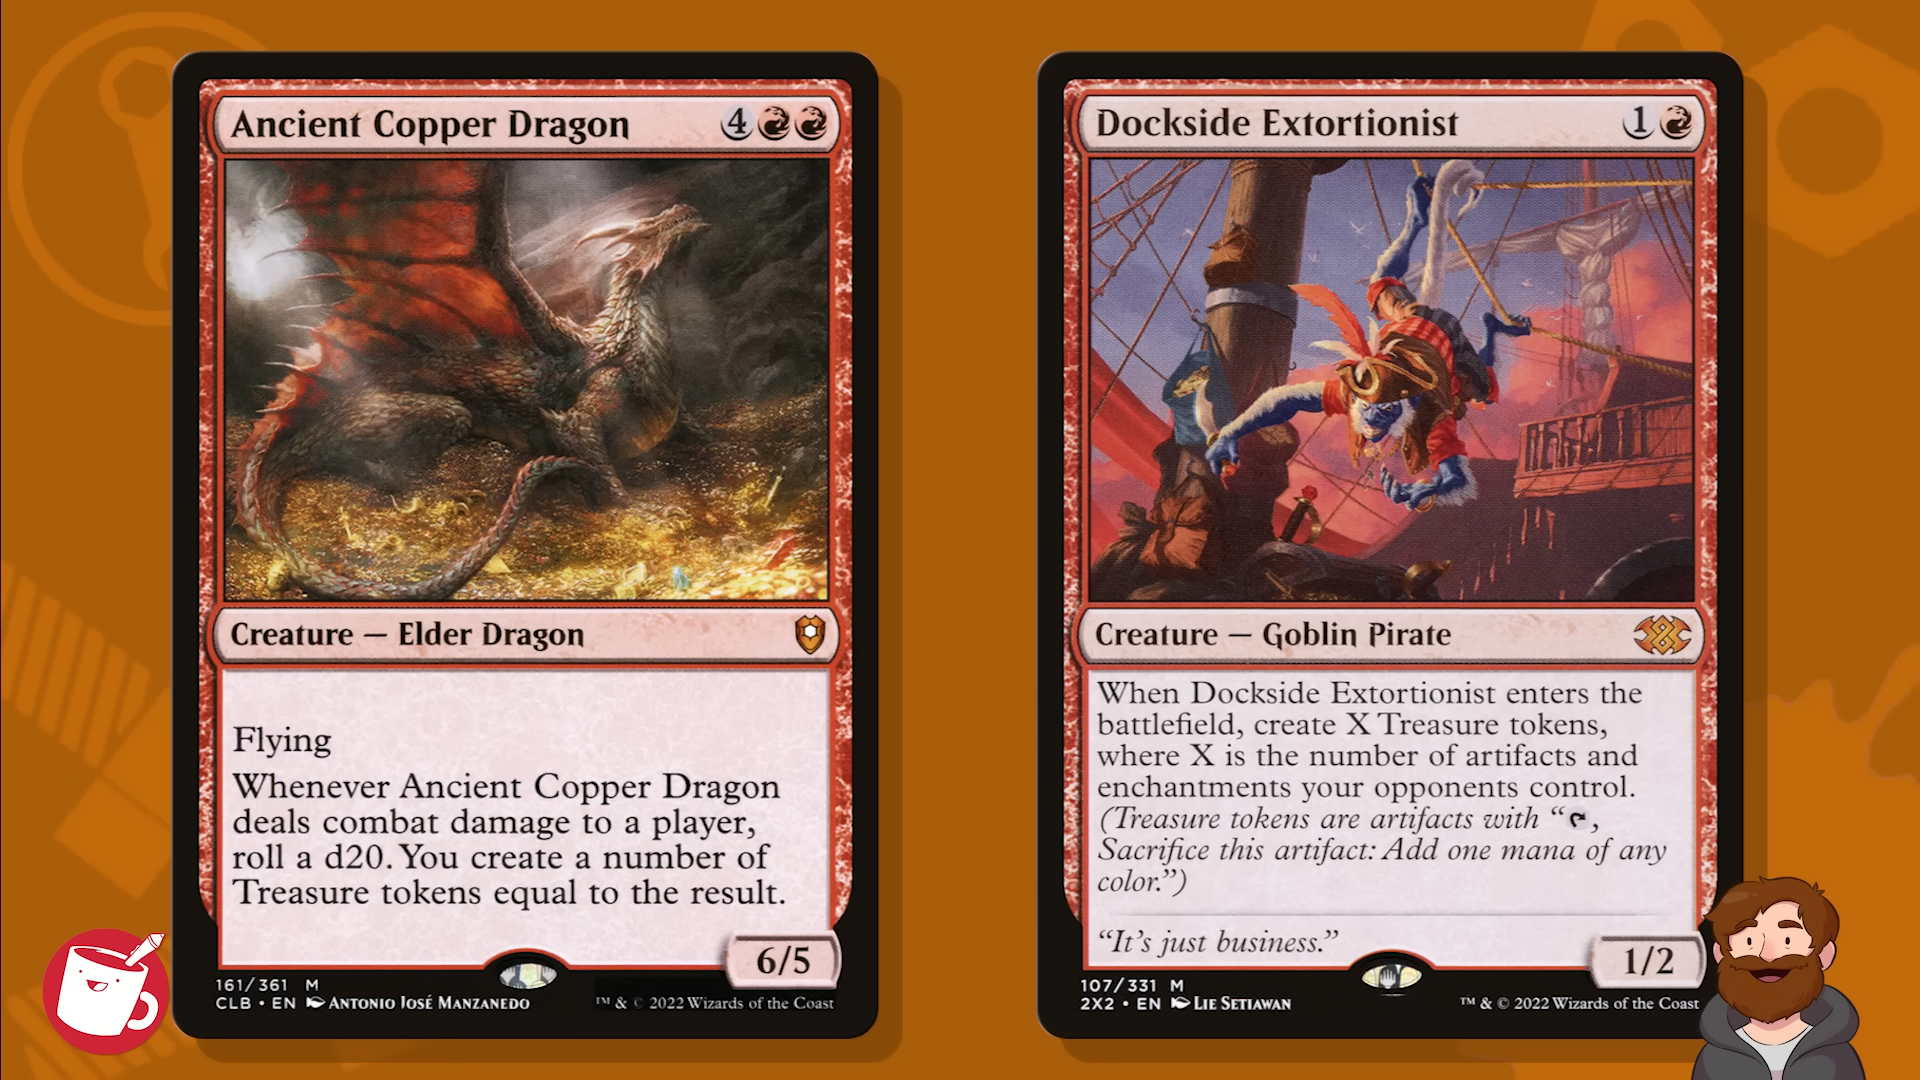 Ancient Copper Dragon 4
Creature — Elder Dragon
Flying
Whenever Ancient Copper Dragon
deals combat damage to a player,
roll a d20. You create a number of
Treasure tokens equal to the result.
6/5
161/361 M
CLB • EN ANTONIO JOSÉ MANZANEDO
™ & © 2022 Wizards of the Coast
Dockside Extortionist 1
Creature — Goblin Pirate
When Dockside Extortionist enters the
battlefield, create X Treasure tokens,
where X is the number of artifacts and
enchantments your opponents control.
(Treasure tokens are artifacts with “,
Sacrifice this artifact: Add one mana of any
color.”)
“It’s just business.”
1/2
107/331 M
2X2 • EN LIE SETIAWAN
™ & © 2022 Wizards of the Coast